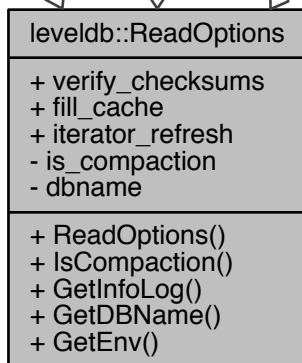 leveldb::ReadOptions
+ verify_checksums
+ fill_cache
+ iterator_refresh
- is_compaction
- dbname
+ ReadOptions()
+ IsCompaction()
+ GetInfoLog()
+ GetDBName()
+ GetEnv()